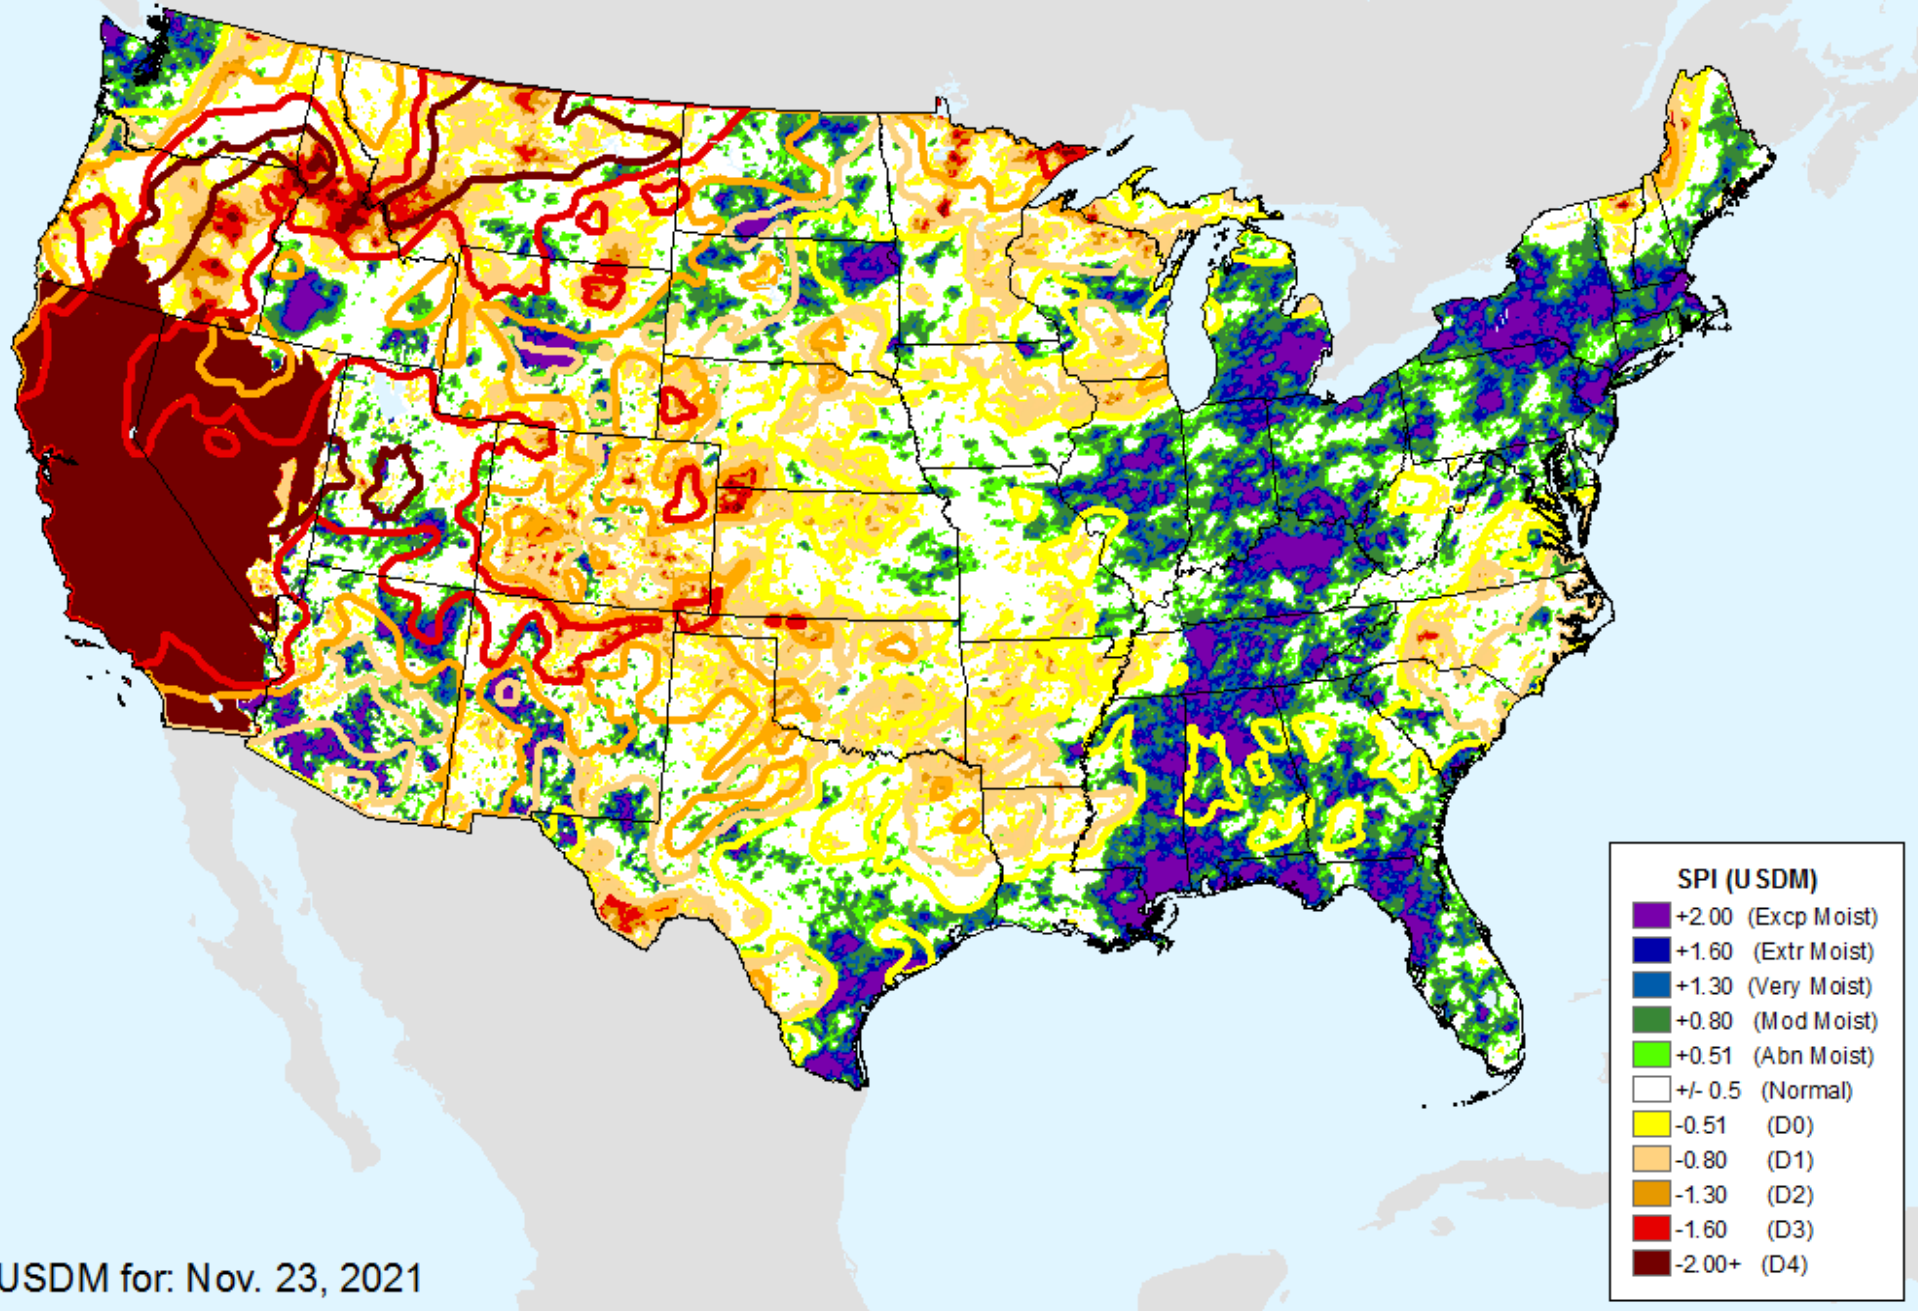 SPI (USDM)
+2.00 (Excp Moist)
+1.60 (Extr Moist)
+1.30 (Very Moist)
+0.80 (Mod Moist)
+0.51 (Abn Moist)
+/- 0.5 (Normal)
-0.51 (D0)
-0.80 (D1)
-1.30 (D2)
-1.60 (D3)
-2.00+ (D4)
USDM for: Nov. 23, 2021